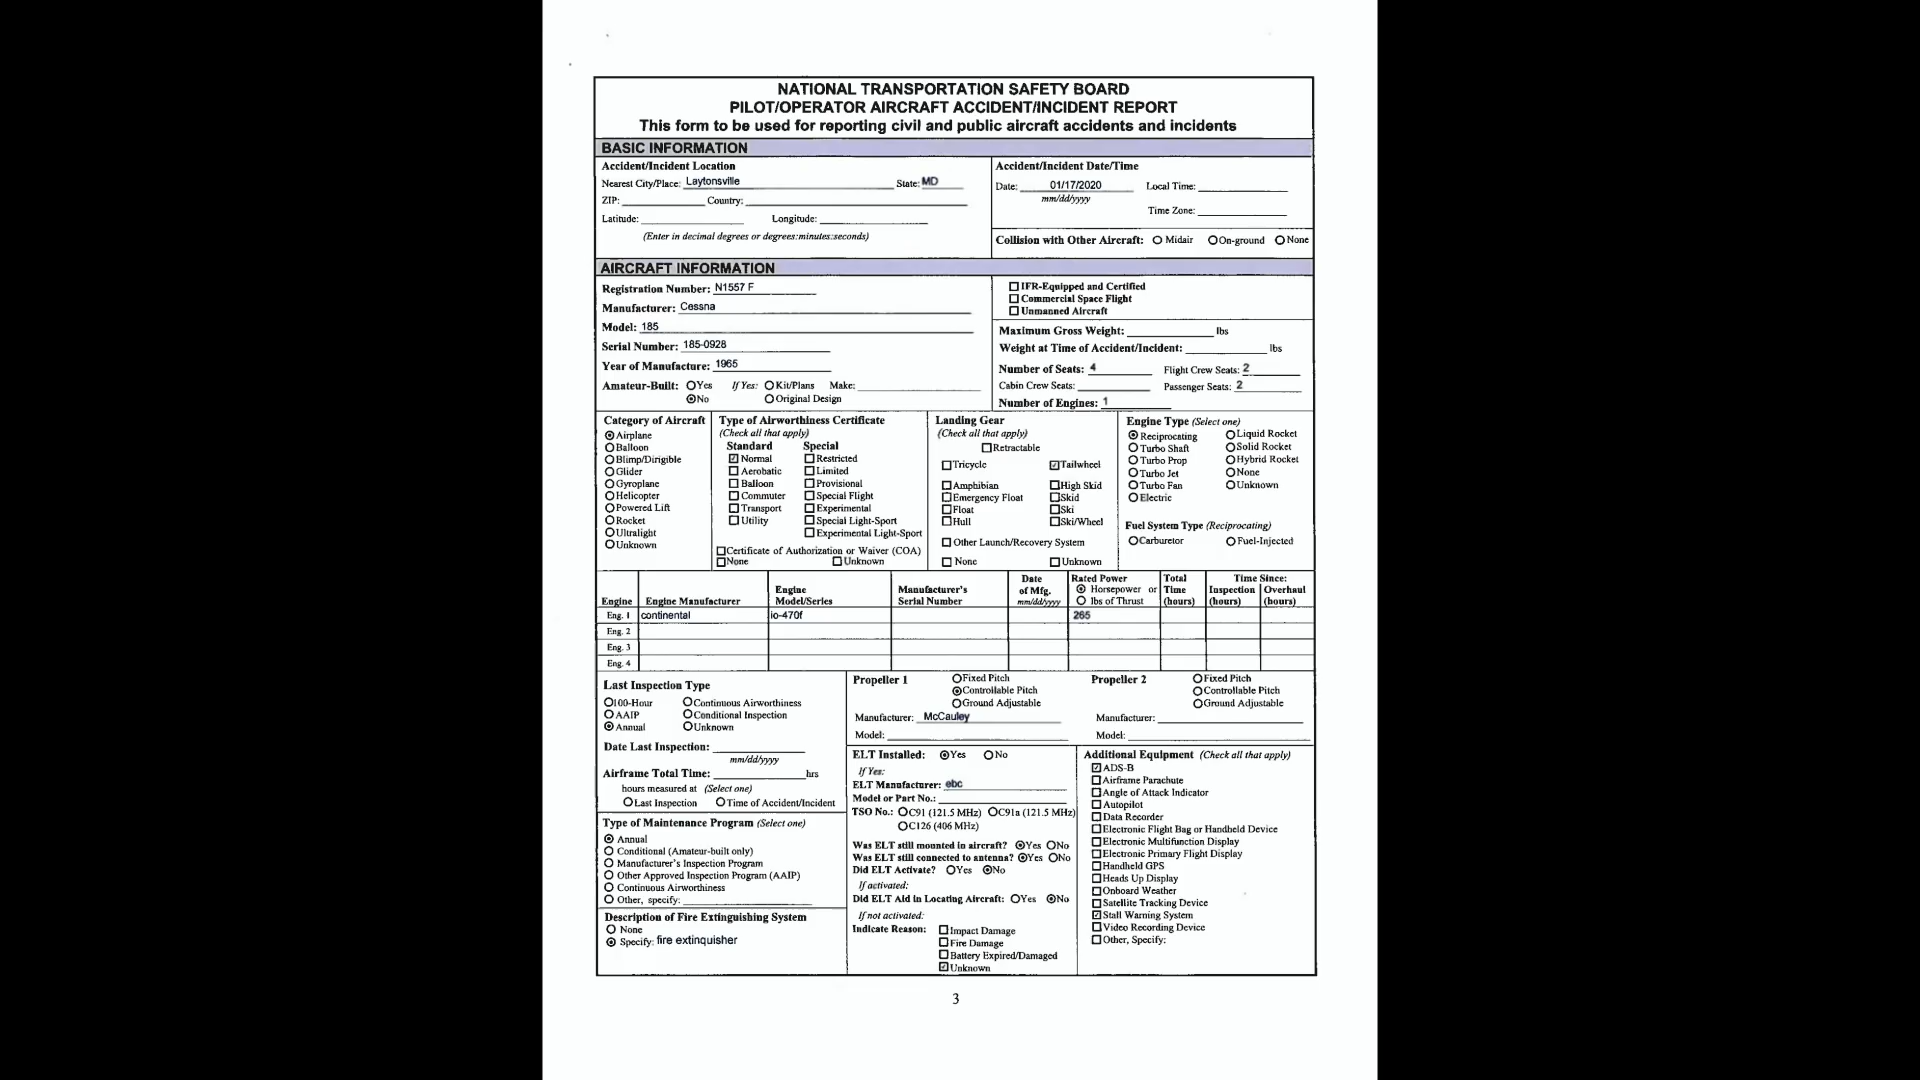 NATIONAL TRANSPORTATION SAFETY BOARD
PILOT/OPERATOR AIRCRAFT ACCIDENT/INCIDENT REPORT
This form to be used for reporting civil and public aircraft accidents and incidents
BASIC INFORMATION
Accident/Incident Location
Nearest City/Place: Laytonsville State: MD
ZIP: Country:
Latitude: Longitude:
(Enter in decimal degrees or degrees:minutes:seconds)
Accident/Incident Date/Time
Date: 01/17/2020 Local Time:
mm/dd/yyyy
Time Zone:
Collision with Other Aircraft: Midair On-ground None
AIRCRAFT INFORMATION
Registration Number: N1557 F
Manufacturer: Cessna
Model: 185
Serial Number: 185-0928
Year of Manufacture: 1965
Amateur-Built: Yes If Yes: Kit/Plans Make:
No Original Design
IFR-Equipped and Certified
Commercial Space Flight
Unmanned Aircraft
Maximum Gross Weight: lbs
Weight at Time of Accident/Incident: lbs
Number of Seats: 4 Flight Crew Seats: 2
Cabin Crew Seats: Passenger Seats: 2
Number of Engines: 1
Category of Aircraft
Airplane
Balloon
Blimp/Dirigible
Glider
Gyroplane
Helicopter
Powered Lift
Rocket
Ultralight
Unknown
Type of Airworthiness Certificate
(Check all that apply)
Standard Special
Normal Restricted
Aerobatic Limited
Balloon Provisional
Commuter Special Flight
Transport Experimental
Utility Special Light-Sport
Experimental Light-Sport
Certificate of Authorization or Waiver (COA)
None Unknown
Landing Gear
(Check all that apply)
Retractable
Tricycle Tailwheel
Amphibian High Skid
Emergency Float Skid
Float Ski
Hull Ski/Wheel
Other Launch/Recovery System
None Unknown
Engine Type (Select one)
Reciprocating Liquid Rocket
Turbo Shaft Solid Rocket
Turbo Prop Hybrid Rocket
Turbo Jet None
Turbo Fan Unknown
Electric
Fuel System Type (Reciprocating)
Carburetor Fuel-Injected
Engine Engine Manufacturer Engine Model/Series Manufacturer's Serial Number Date of Mfg. mm/dd/yyyy Rated Power Horsepower or lbs of Thrust Total Time (hours) Time Since: Inspection (hours) Overhaul (hours)
Eng. 1 continental io-470f 265
Eng. 2
Eng. 3
Eng. 4
Last Inspection Type
100-Hour Continuous Airworthiness
AAIP Conditional Inspection
Annual Unknown
Date Last Inspection:
mm/dd/yyyy
Airframe Total Time: hrs
hours measured at (Select one)
Last Inspection Time of Accident/Incident
Type of Maintenance Program (Select one)
Annual
Conditional (Amateur-built only)
Manufacturer's Inspection Program
Other Approved Inspection Program (AAIP)
Continuous Airworthiness
Other, specify:
Description of Fire Extinguishing System
None
Specify: fire extinguisher
Propeller 1 Fixed Pitch
Controllable Pitch
Ground Adjustable
Manufacturer: McCauley
Model:
Propeller 2 Fixed Pitch
Controllable Pitch
Ground Adjustable
Manufacturer:
Model:
ELT Installed: Yes No
If Yes:
ELT Manufacturer: ebc
Model or Part No.:
TSO No.: C91 (121.5 MHz) C91a (121.5 MHz)
C126 (406 MHz)
Was ELT still mounted in aircraft? Yes No
Was ELT still connected to antenna? Yes No
Did ELT Activate? Yes No
If activated:
Did ELT Aid in Locating Aircraft: Yes No
If not activated:
Indicate Reason: Impact Damage
Fire Damage
Battery Expired/Damaged
Unknown
Additional Equipment (Check all that apply)
ADS-B
Airframe Parachute
Angle of Attack Indicator
Autopilot
Data Recorder
Electronic Flight Bag or Handheld Device
Electronic Multifunction Display
Electronic Primary Flight Display
Handheld GPS
Heads Up Display
Onboard Weather
Satellite Tracking Device
Stall Warning System
Video Recording Device
Other, Specify:
3